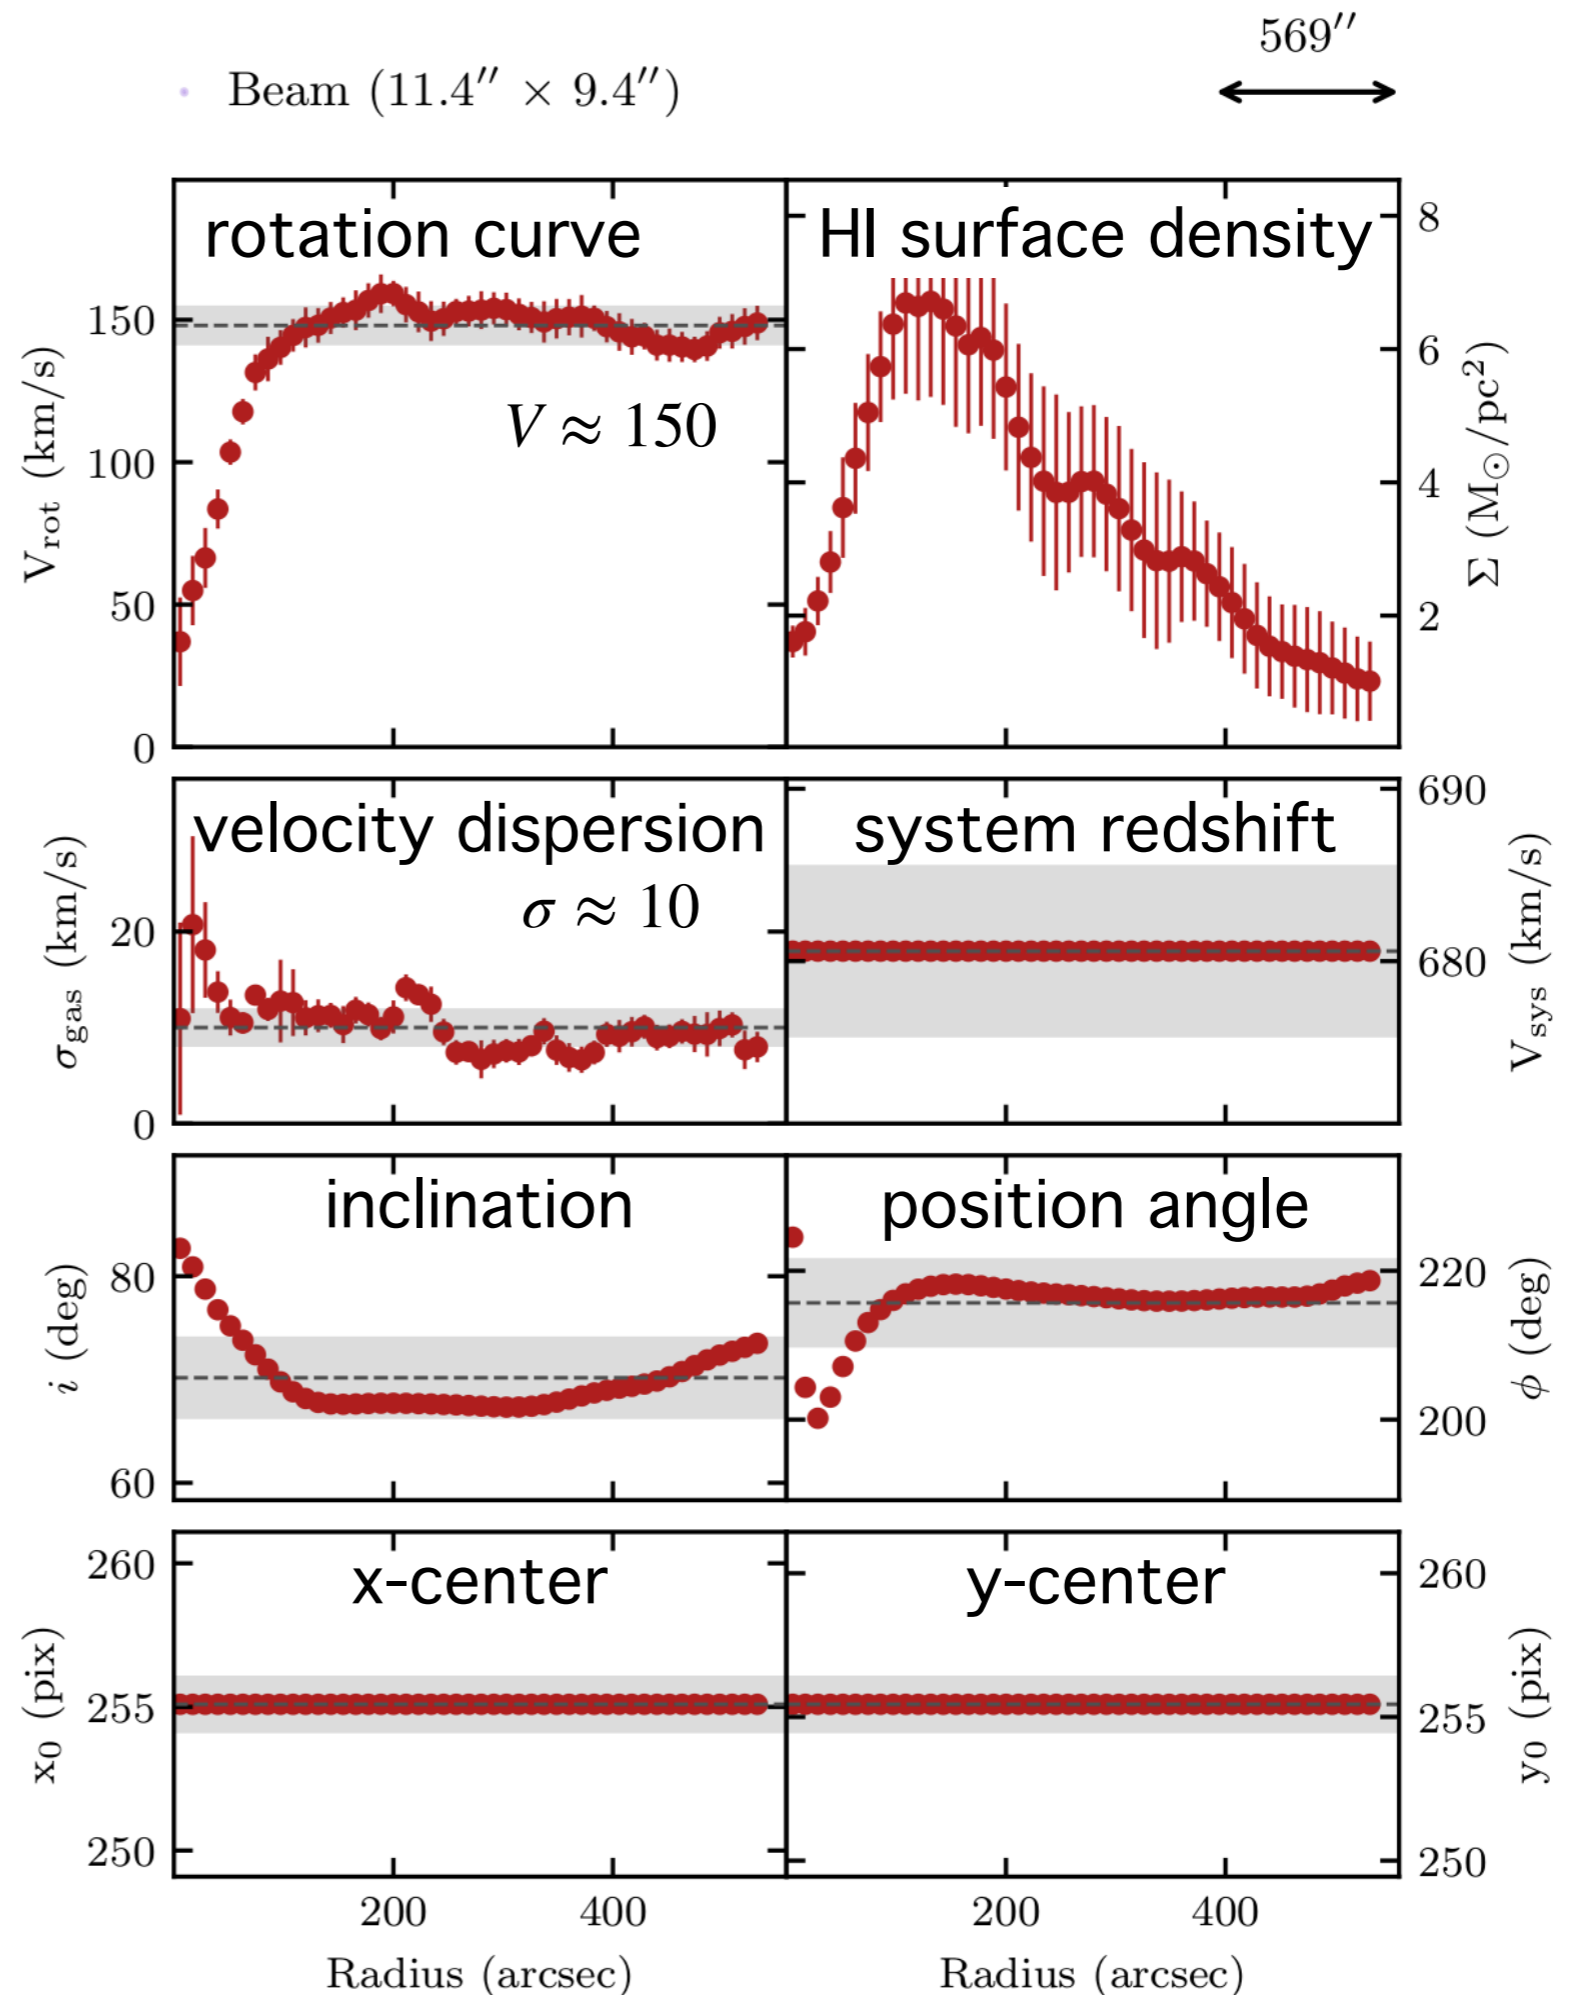 569″
Beam (11.4″ × 9.4″)
rotation curve
HI surface density
V ≈ 150
V_rot (km/s)
150
100
50
0
8
6
4
2
Σ (M_⊙/pc²)
velocity dispersion
σ ≈ 10
system redshift
σ_gas (km/s)
20
0
690
680
V_sys (km/s)
inclination
position angle
i (deg)
80
60
220
200
ϕ (deg)
x-center
y-center
x_0 (pix)
260
255
250
260
255
250
y_0 (pix)
200 400
200 400
Radius (arcsec)
Radius (arcsec)